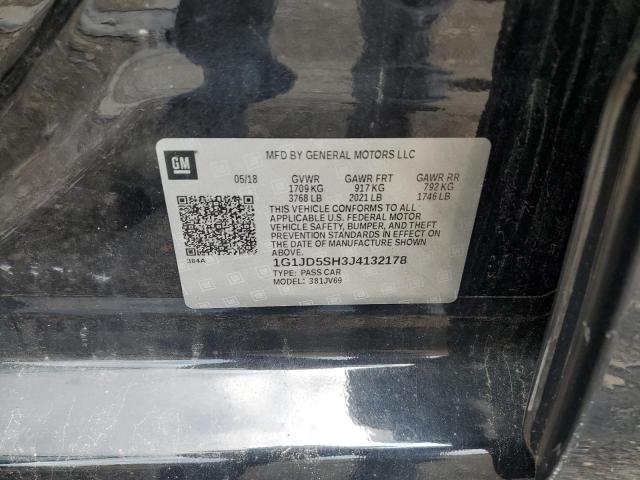 GM
MFD BY GENERAL MOTORS LLC
05/18 GVWR GAWR FRT GAWR RR
1709 KG 917 KG 792 KG
3768 LB 2021 LB 1746 LB
THIS VEHICLE CONFORMS TO ALL
APPLICABLE U.S. FEDERAL MOTOR
VEHICLE SAFETY, BUMPER, AND THEFT
PREVENTION STANDARDS IN EFFECT ON
THE DATE OF MANUFACTURE SHOWN
ABOVE.
384A
1G1JD5SH3J4132178
TYPE: PASS CAR
MODEL: 381JV69